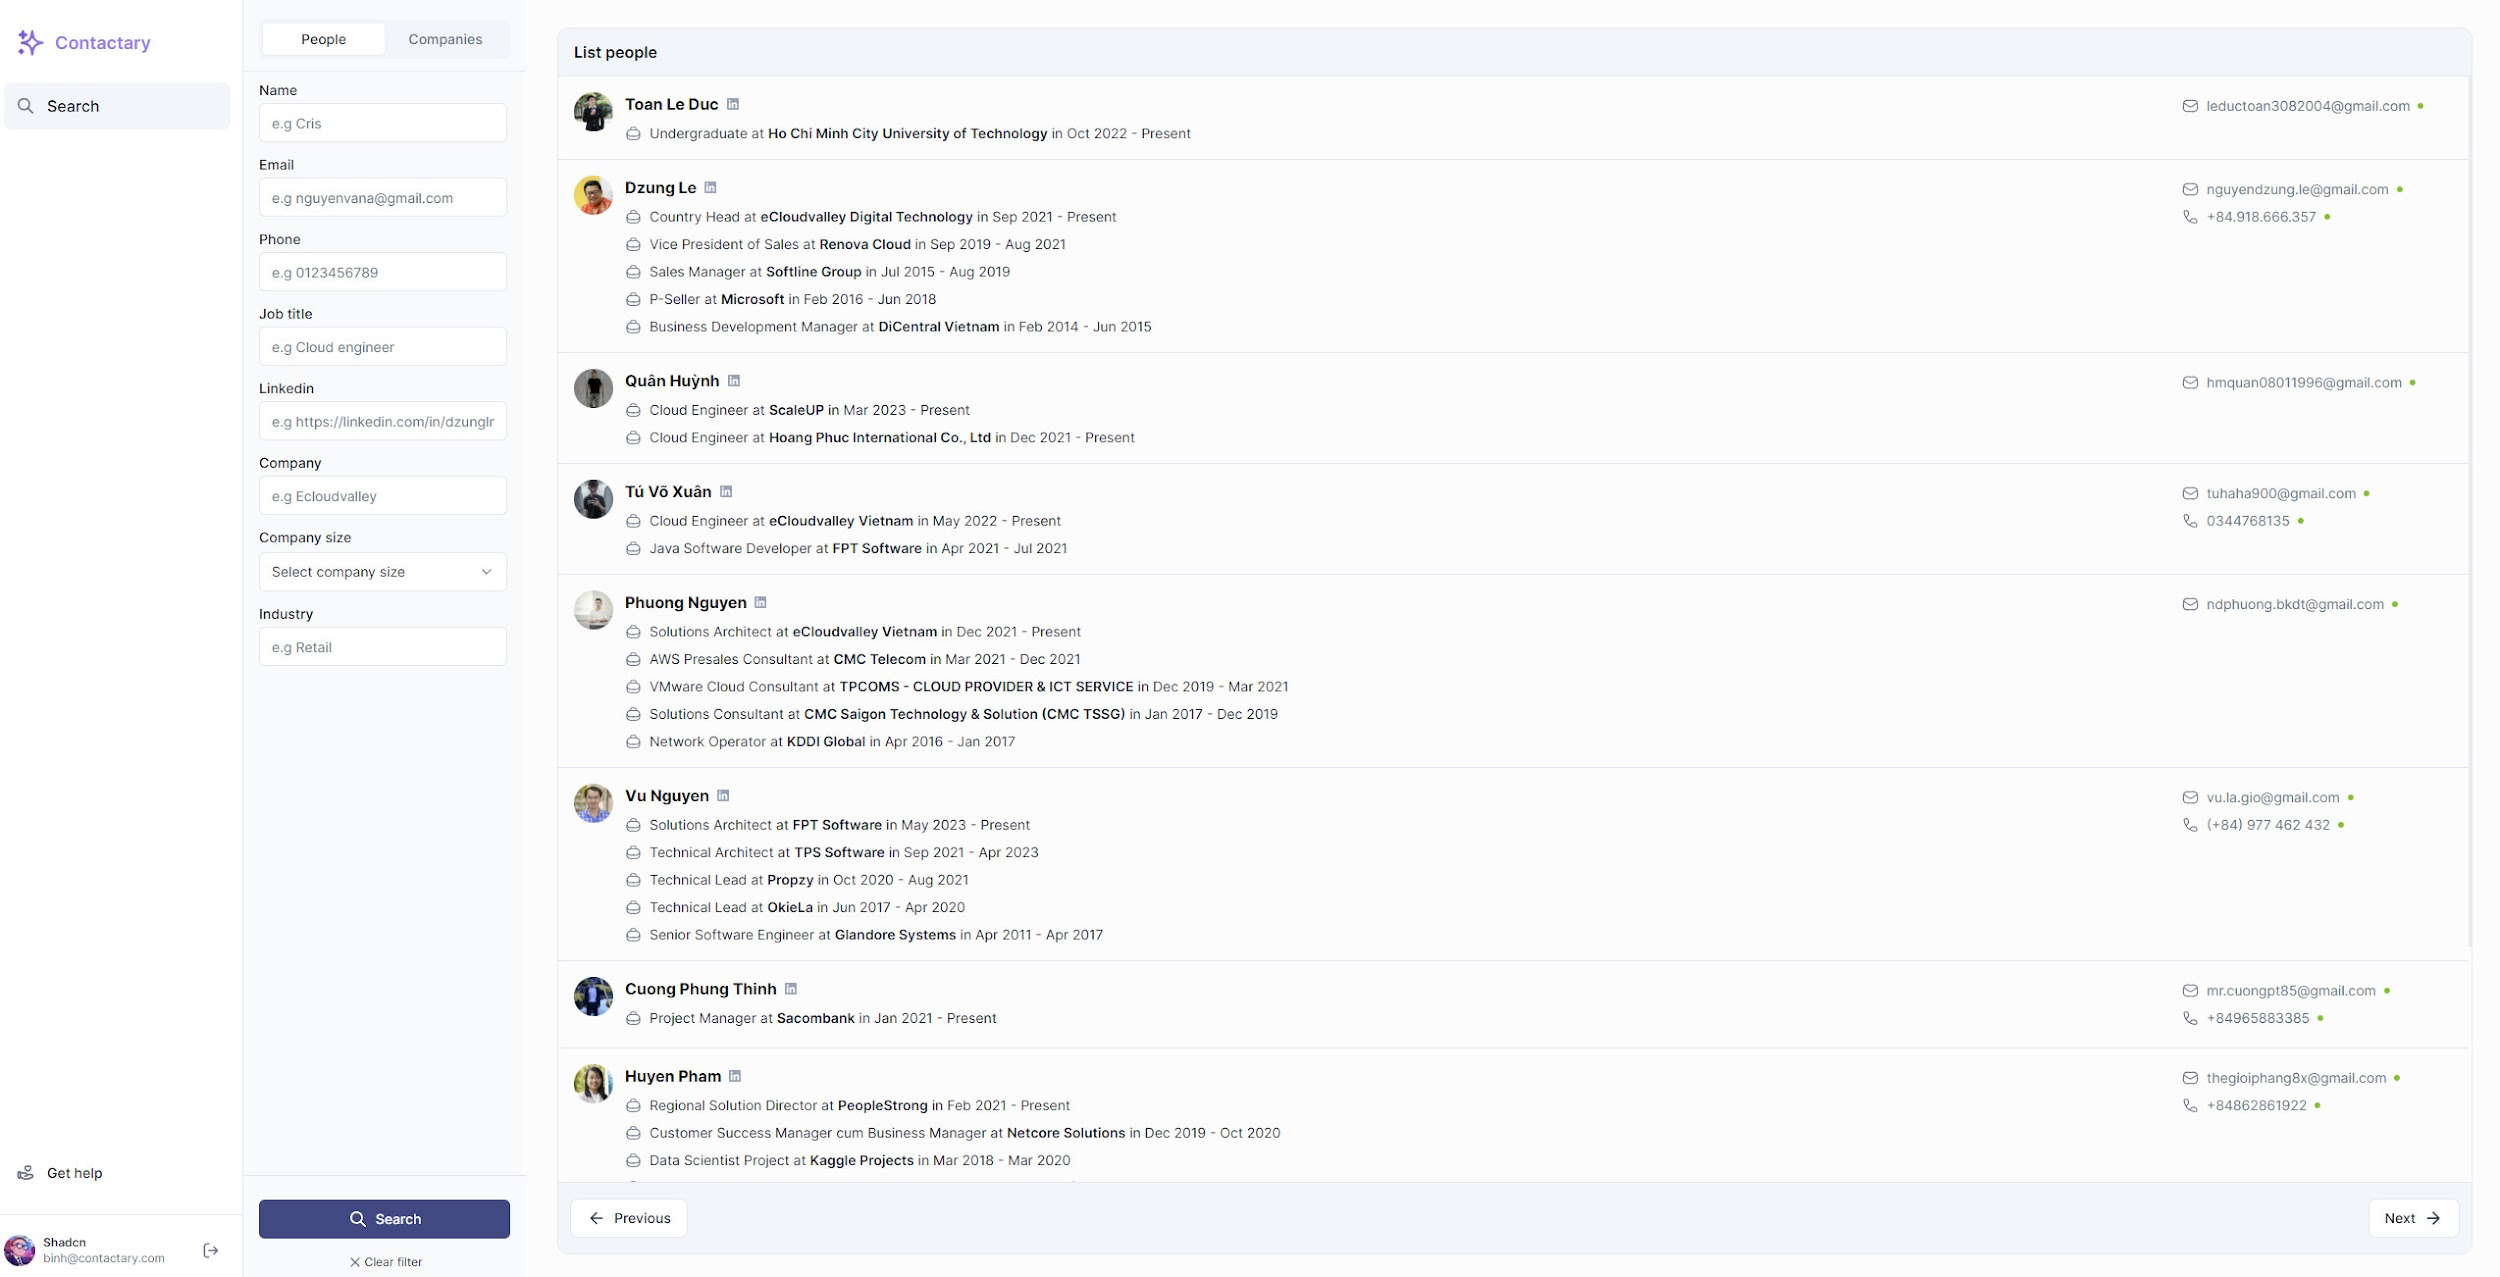 Contactary
Search
Get help
Shadcn
binh@contactary.com
People
Companies
Name
e.g Cris
Email
e.g nguyenvana@gmail.com
Phone
e.g 0123456789
Job title
e.g Cloud engineer
Linkedin
e.g https://linkedin.com/in/dzungln
Company
e.g Ecloudvalley
Company size
Select company size
Industry
e.g Retail
Search
Clear filter
List people
Toan Le Duc
leductoan3082004@gmail.com
Undergraduate at Ho Chi Minh City University of Technology in Oct 2022 - Present
Dzung Le
nguyendzung.le@gmail.com
Country Head at eCloudvalley Digital Technology in Sep 2021 - Present
+84.918.666.357
Vice President of Sales at Renova Cloud in Sep 2019 - Aug 2021
Sales Manager at Softline Group in Jul 2015 - Aug 2019
P-Seller at Microsoft in Feb 2016 - Jun 2018
Business Development Manager at DiCentral Vietnam in Feb 2014 - Jun 2015
Quân Huỳnh
hmquan08011996@gmail.com
Cloud Engineer at ScaleUP in Mar 2023 - Present
Cloud Engineer at Hoang Phuc International Co., Ltd in Dec 2021 - Present
Tú Võ Xuân
tuhaha900@gmail.com
Cloud Engineer at eCloudvalley Vietnam in May 2022 - Present
0344768135
Java Software Developer at FPT Software in Apr 2021 - Jul 2021
Phuong Nguyen
ndphuong.bkdt@gmail.com
Solutions Architect at eCloudvalley Vietnam in Dec 2021 - Present
AWS Presales Consultant at CMC Telecom in Mar 2021 - Dec 2021
VMware Cloud Consultant at TPCOMS - CLOUD PROVIDER & ICT SERVICE in Dec 2019 - Mar 2021
Solutions Consultant at CMC Saigon Technology & Solution (CMC TSSG) in Jan 2017 - Dec 2019
Network Operator at KDDI Global in Apr 2016 - Jan 2017
Vu Nguyen
vu.la.gio@gmail.com
Solutions Architect at FPT Software in May 2023 - Present
(+84) 977 462 432
Technical Architect at TPS Software in Sep 2021 - Apr 2023
Technical Lead at Propzy in Oct 2020 - Aug 2021
Technical Lead at OkieLa in Jun 2017 - Apr 2020
Senior Software Engineer at Glandore Systems in Apr 2011 - Apr 2017
Cuong Phung Thinh
mr.cuongpt85@gmail.com
Project Manager at Sacombank in Jan 2021 - Present
+84965883385
Huyen Pham
thegioiphang8x@gmail.com
Regional Solution Director at PeopleStrong in Feb 2021 - Present
+84862861922
Customer Success Manager cum Business Manager at Netcore Solutions in Dec 2019 - Oct 2020
Data Scientist Project at Kaggle Projects in Mar 2018 - Mar 2020
Previous
Next